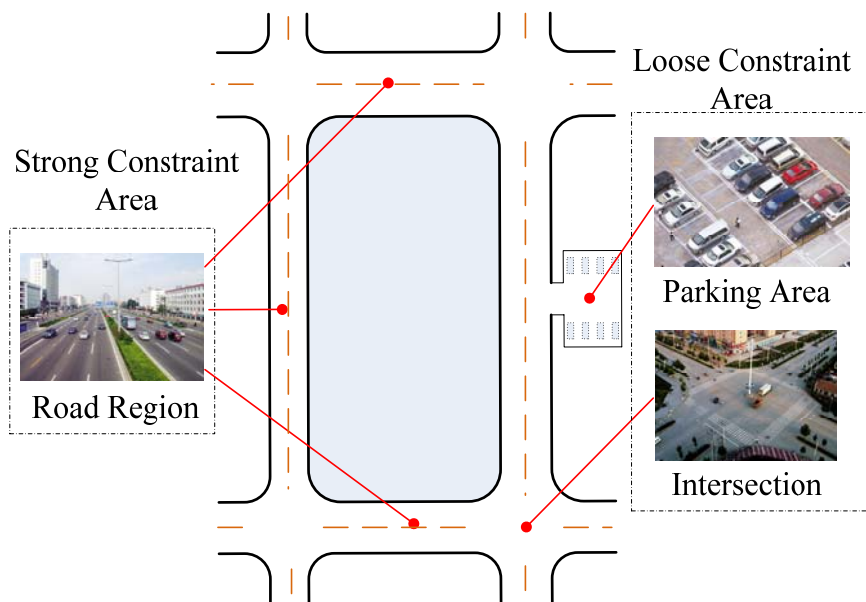 Strong Constraint
Area
Road Region
Loose Constraint
Area
Parking Area
Intersection